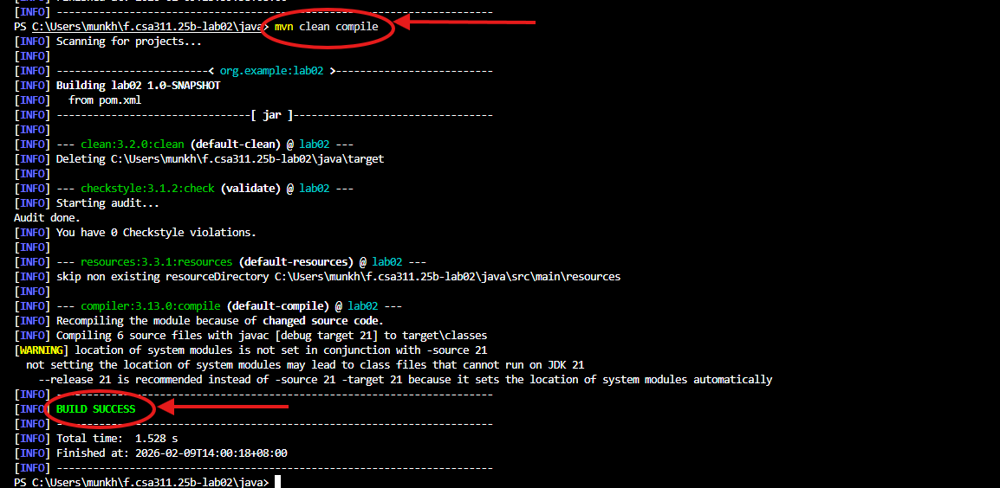 [INFO] ------------------------------------------------------------------------
PS C:\Users\munkh\f.csa311.25b-lab02\java> mvn clean compile
[INFO] Scanning for projects...
[INFO]
[INFO] -------------------------< org.example:lab02 >--------------------------
[INFO] Building lab02 1.0-SNAPSHOT
[INFO]   from pom.xml
[INFO] --------------------------------[ jar ]---------------------------------
[INFO]
[INFO] --- clean:3.2.0:clean (default-clean) @ lab02 ---
[INFO] Deleting C:\Users\munkh\f.csa311.25b-lab02\java\target
[INFO]
[INFO] --- checkstyle:3.1.2:check (validate) @ lab02 ---
[INFO] Starting audit...
Audit done.
[INFO] You have 0 Checkstyle violations.
[INFO]
[INFO] --- resources:3.3.1:resources (default-resources) @ lab02 ---
[INFO] skip non existing resourceDirectory C:\Users\munkh\f.csa311.25b-lab02\java\src\main\resources
[INFO]
[INFO] --- compiler:3.13.0:compile (default-compile) @ lab02 ---
[INFO] Recompiling the module because of changed source code.
[INFO] Compiling 6 source files with javac [debug target 21] to target\classes
[WARNING] location of system modules is not set in conjunction with -source 21
  not setting the location of system modules may lead to class files that cannot run on JDK 21
    --release 21 is recommended instead of -source 21 -target 21 because it sets the location of system modules automatically
[INFO] ------------------------------------------------------------------------
[INFO] BUILD SUCCESS
[INFO] ------------------------------------------------------------------------
[INFO] Total time:  1.528 s
[INFO] Finished at: 2026-02-09T14:00:18+08:00
[INFO] ------------------------------------------------------------------------
PS C:\Users\munkh\f.csa311.25b-lab02\java>